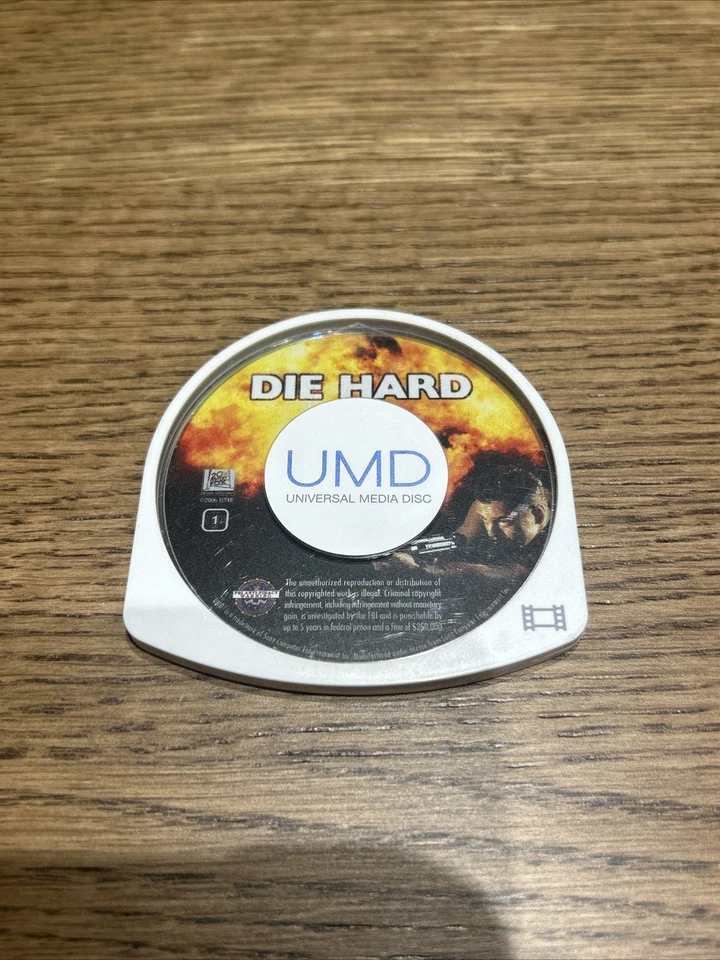 DIE HARD
UMD
UNIVERSAL MEDIA DISC
20
FOX
1
The unauthorized reproduction or distribution of
this copyrighted work is illegal. Criminal copyright
infringement, including infringement without monetary
gain, is investigated by the FBI and is punishable by
up to 5 years in federal prison and a fine of $250,000.